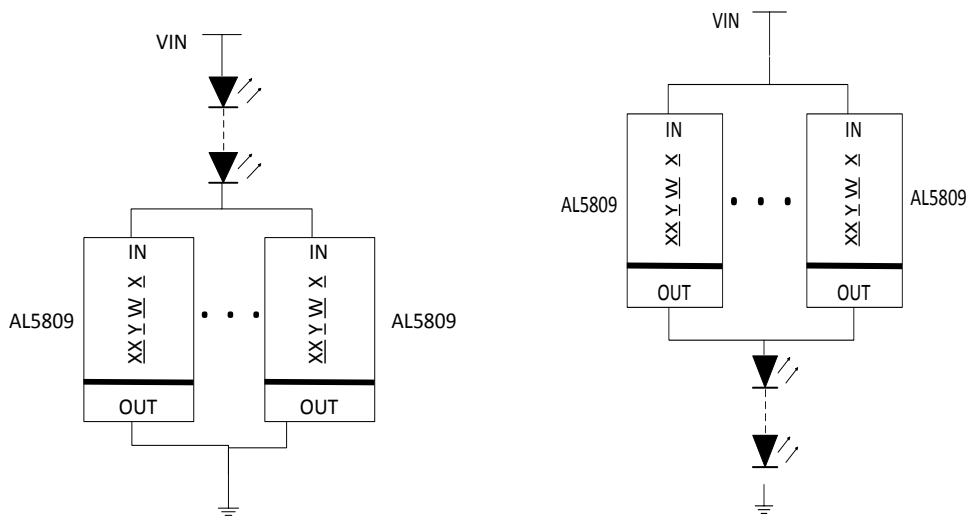 VIN
IN
IN
XX Y W X
XX Y W X
AL5809
AL5809
OUT
OUT
VIN
IN
IN
XX Y W X
XX Y W X
AL5809
AL5809
OUT
OUT